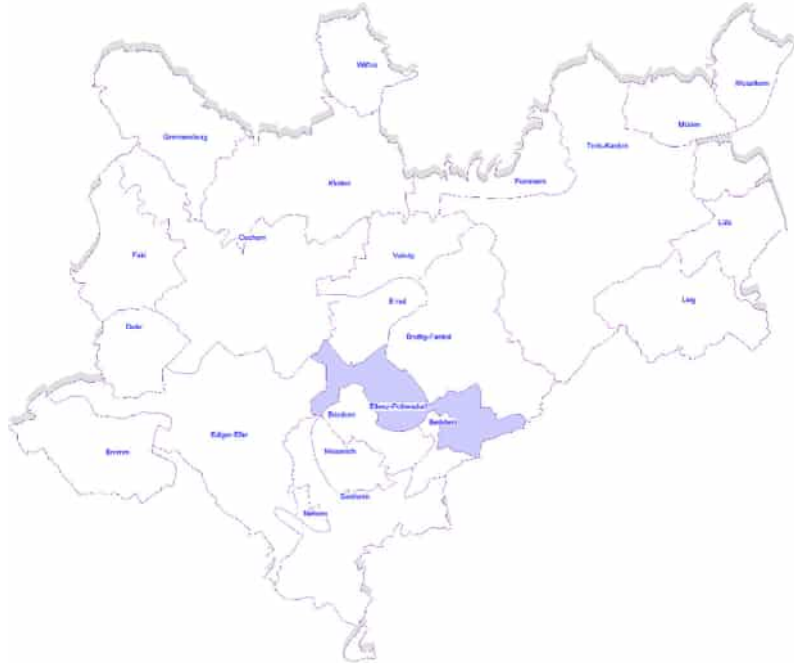 Wirfus
Moselkern
Müden
Greimersburg
Treis-Karden
Klotten
Pommern
Lütz
Cochem
Valwig
Faid
Lieg
Ernst
Dohr
Bruttig-Fankel
Ellenz-Poltersdorf
Briedern
Beilstein
Ediger-Eller
Bremm
Mesenich
Senheim
Nehren